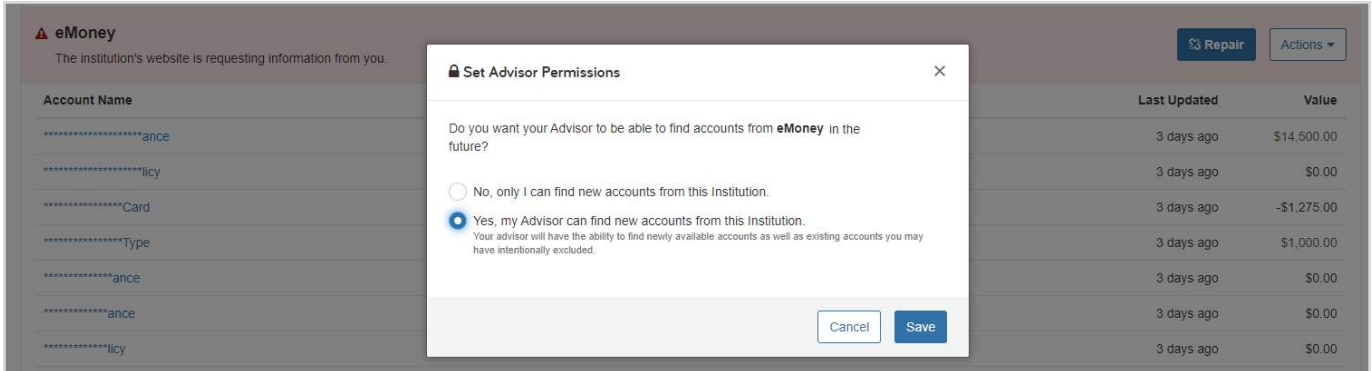 eMoney
The institution's website is requesting information from you.
Repair
Actions
Set Advisor Permissions
×
Account Name
Last Updated
Value
Do you want your Advisor to be able to find accounts from eMoney in the
future?
No, only I can find new accounts from this Institution.
Yes, my Advisor can find new accounts from this Institution.
Your advisor will have the ability to find newly available accounts as well as existing accounts you may
have intentionally excluded.
Cancel
Save
*********************ance
3 days ago
$14,500.00
*********************licy
3 days ago
$0.00
****************Card
3 days ago
-$1,275.00
****************Type
3 days ago
$1,000.00
**************ance
3 days ago
$0.00
*************ance
3 days ago
$0.00
*************licy
3 days ago
$0.00